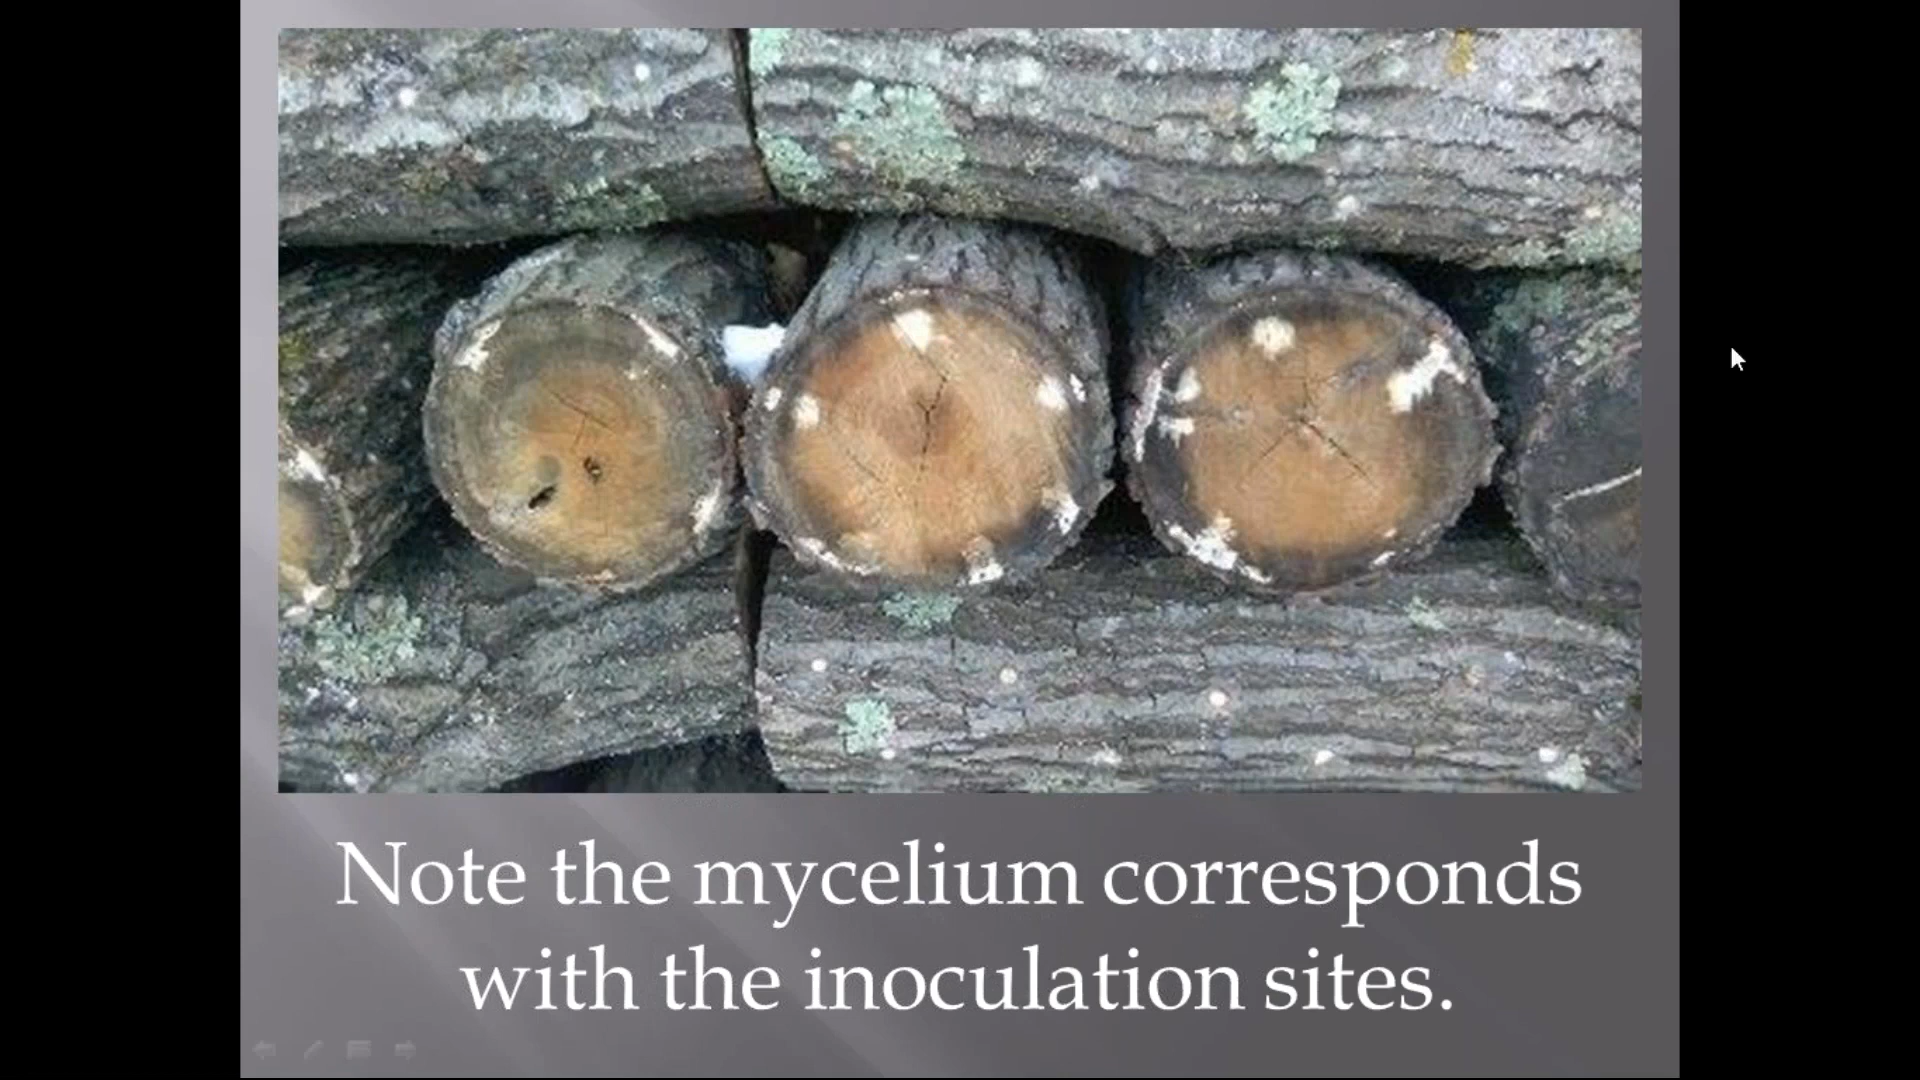 Note the mycelium corresponds
with the inoculation sites.